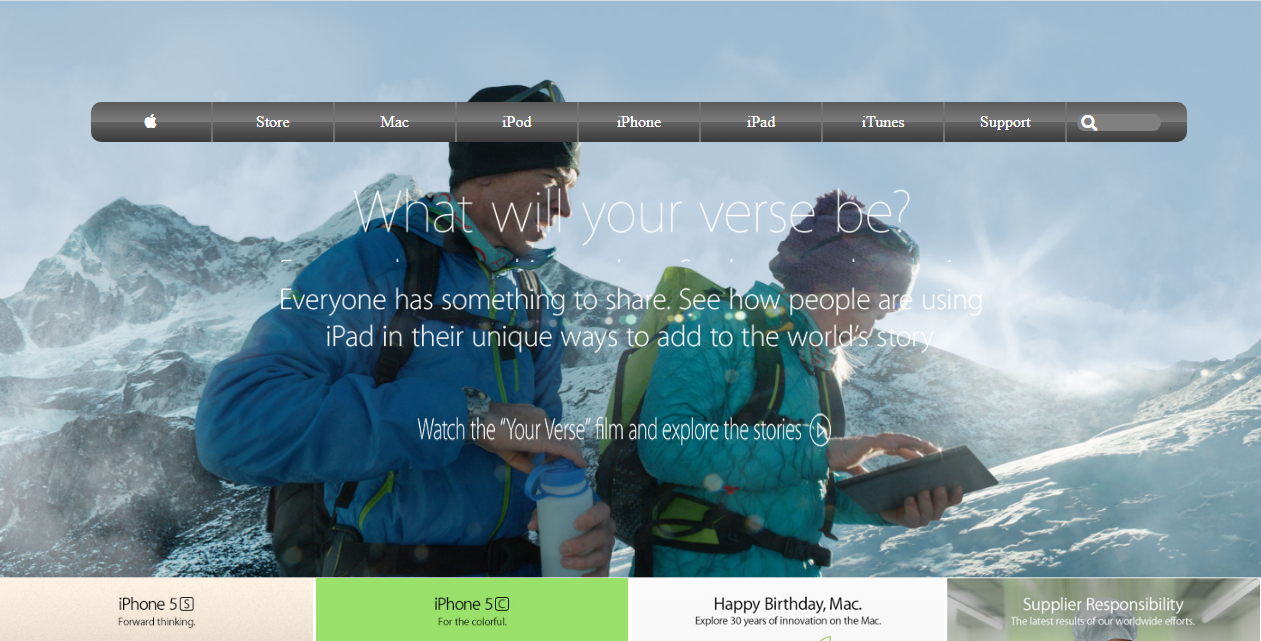 Store
Mac
iPod
iPhone
iPad
iTunes
Support
What will your verse be?
Everyone has something to share. See how people are using
iPad in their unique ways to add to the world's story.
Watch the “Your Verse” film and explore the stories
iPhone 5S
Forward thinking.
iPhone 5C
For the colorful.
Happy Birthday, Mac.
Explore 30 years of innovation on the Mac.
Supplier Responsibility
The latest results of our worldwide efforts.